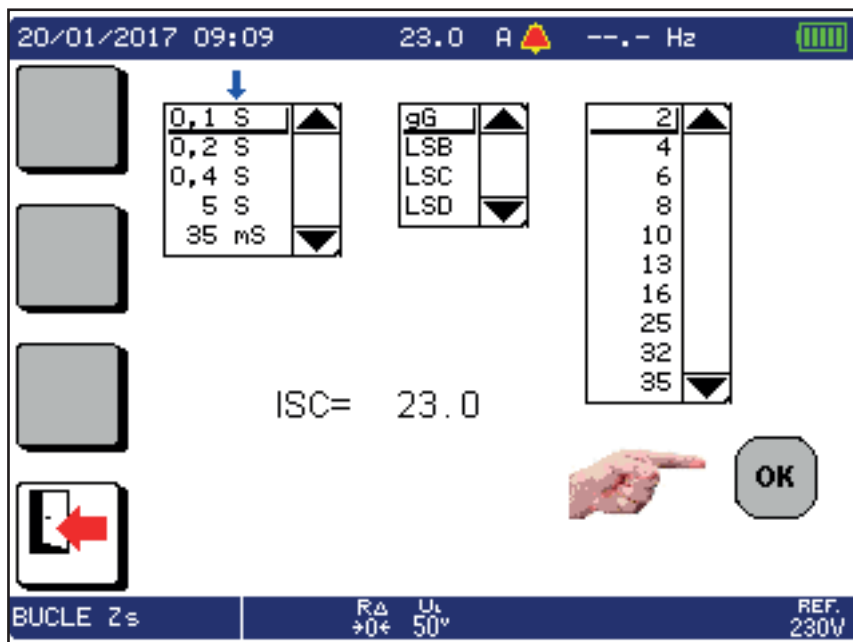 20/01/2017 09:09 23.0 A --.- Hz
0,1 S
0,2 S
0,4 S
5 S
35 mS
gG
LSB
LSC
LSD
2
4
6
8
10
13
16
25
32
35
ISC= 23.0
OK
BUCLE Zs
RΔ
→0←
UL
50V
REF.
230V